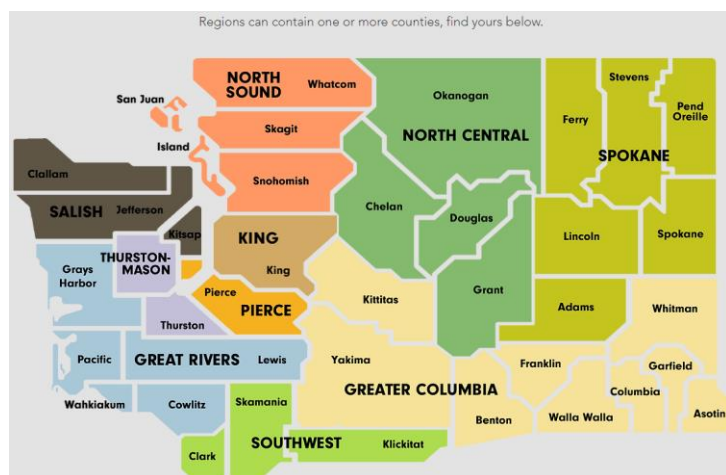 Regions can contain one or more counties, find yours below.
NORTH
SOUND
Whatcom
San Juan
Skagit
Island
Snohomish
Okanogan
NORTH CENTRAL
Chelan
Douglas
Grant
Ferry
Stevens
Pend
Oreille
SPOKANE
Lincoln
Spokane
Adams
Clallam
SALISH
Jefferson
Kitsap
KING
King
THURSTON-
MASON
Grays
Harbor
Pierce
PIERCE
Thurston
Kittitas
Whitman
Pacific
GREAT RIVERS
Lewis
Yakima
GREATER COLUMBIA
Franklin
Garfield
Columbia
Wahkiakum
Cowlitz
Skamania
Benton
Walla Walla
Asotin
SOUTHWEST
Klickitat
Clark